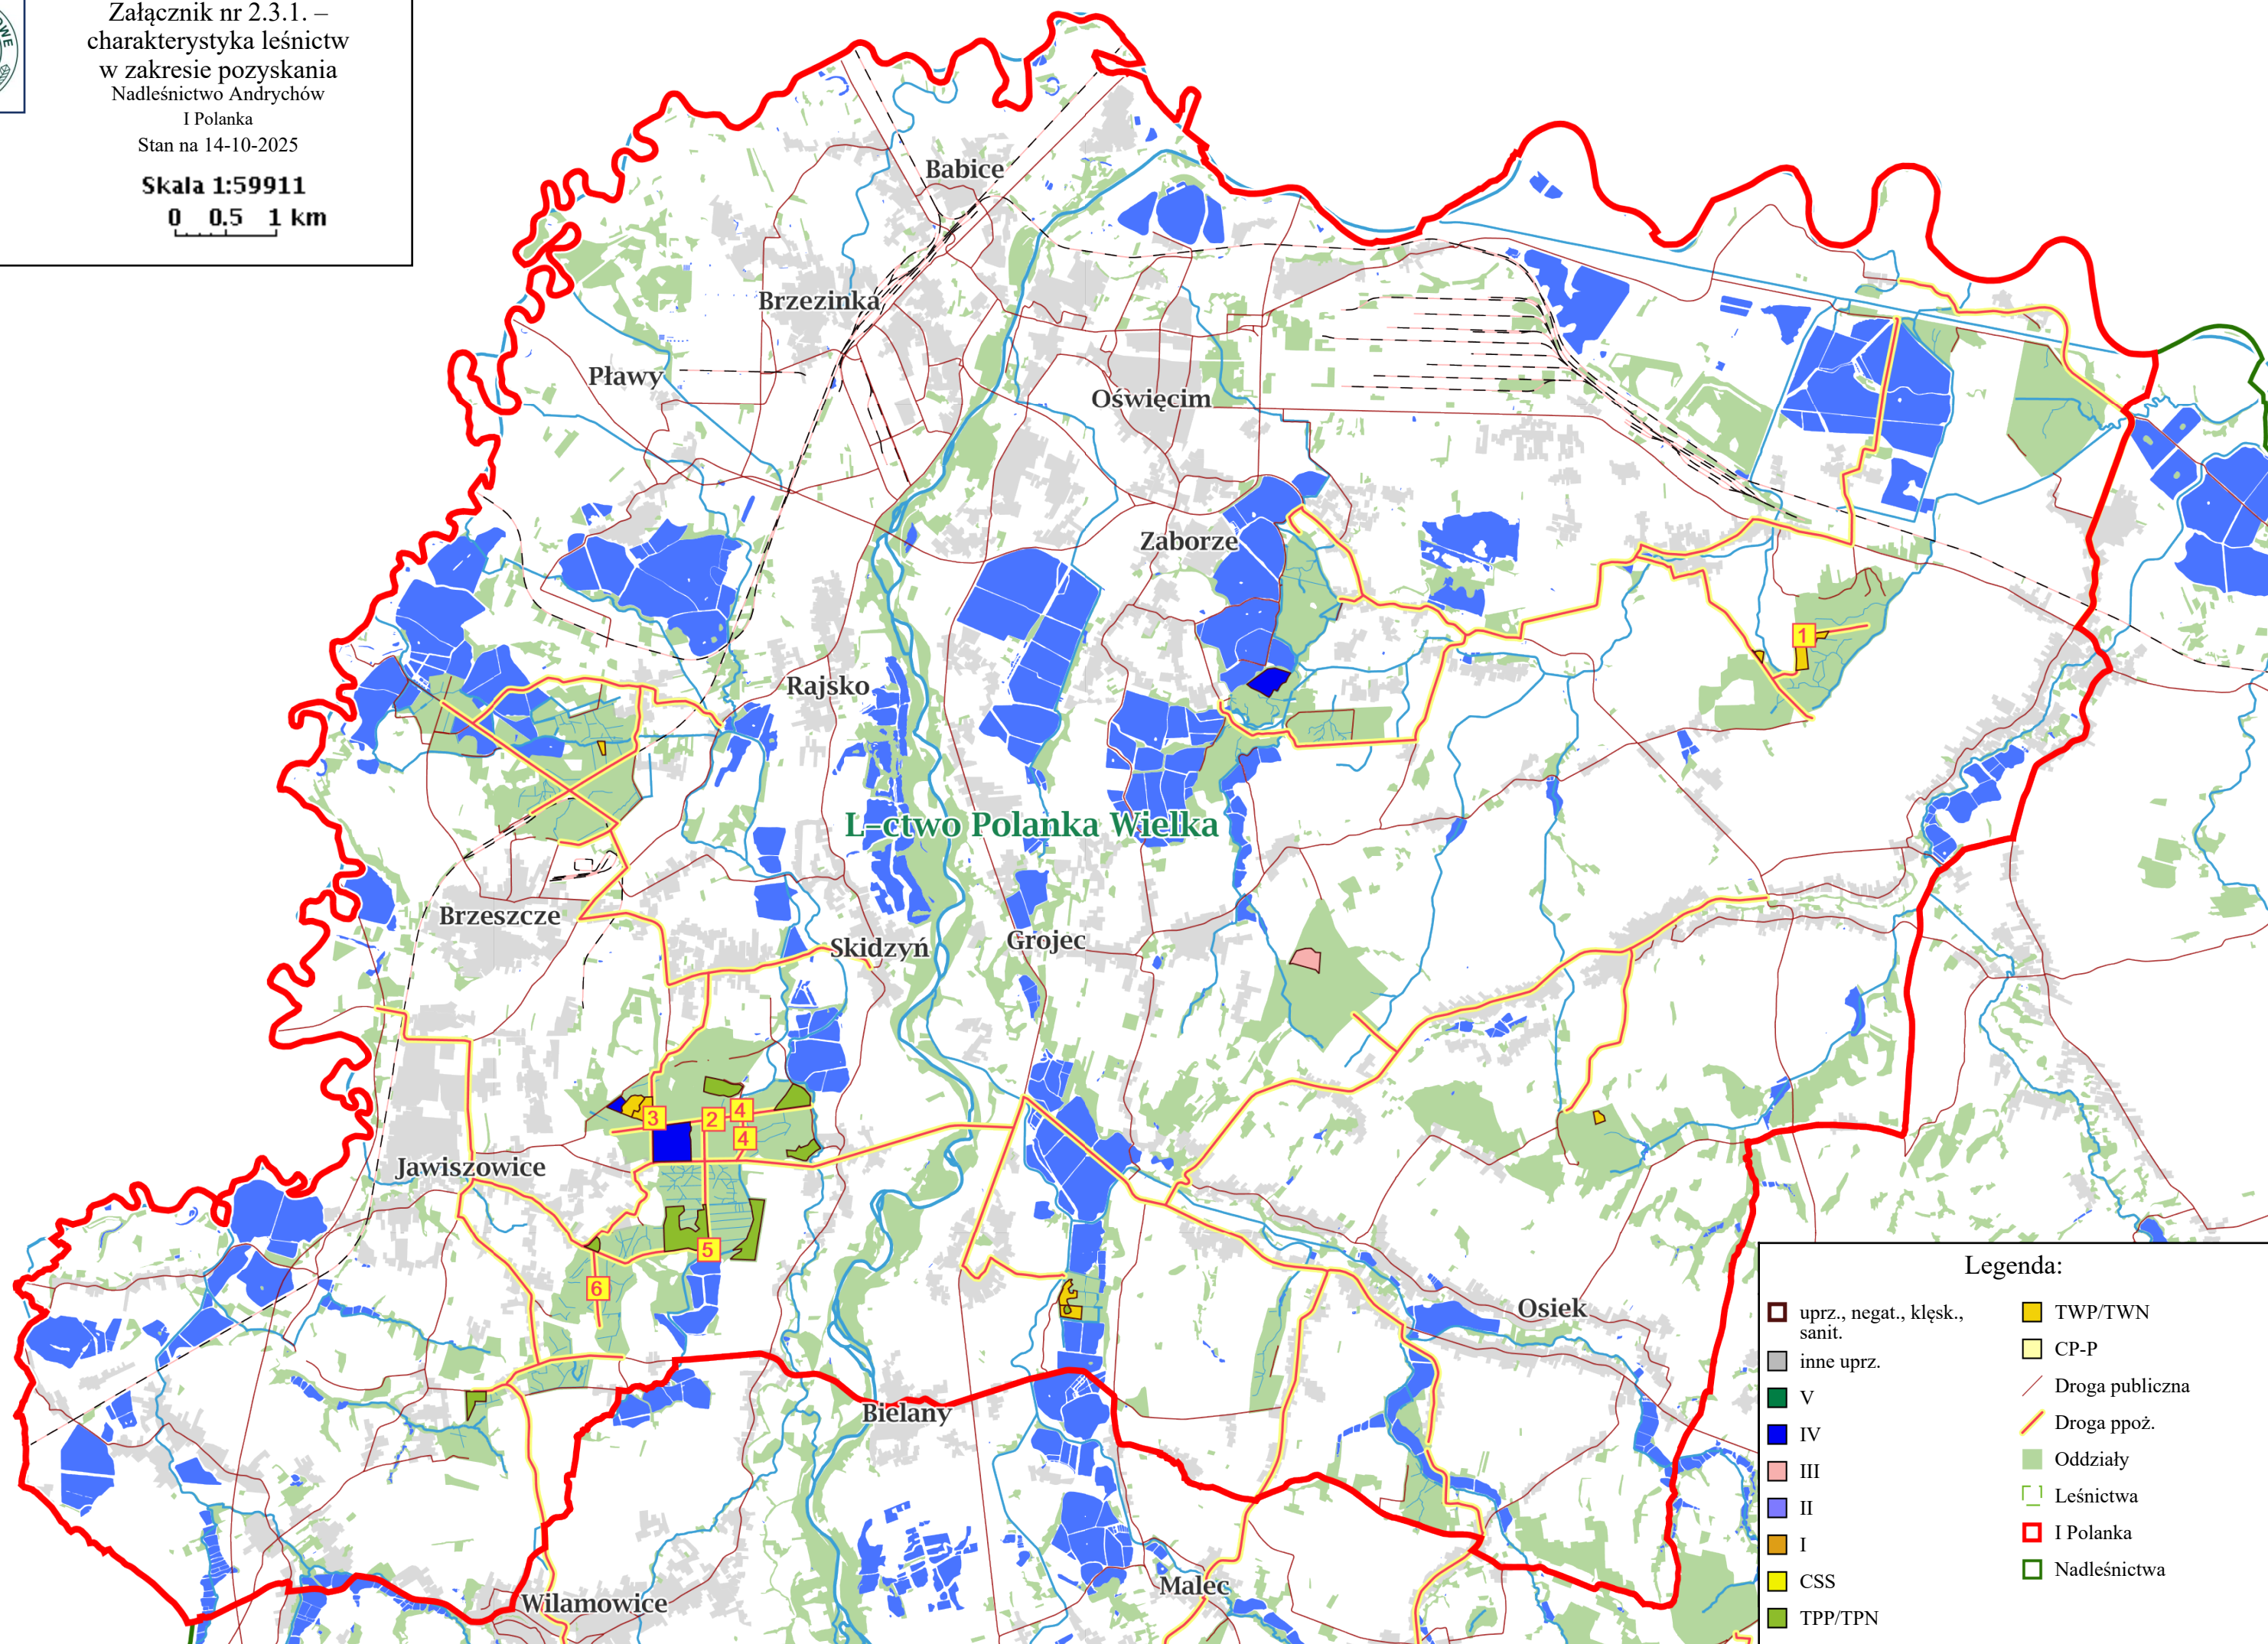 OWE
Załącznik nr 2.3.1. –
charakterystyka leśnictw
w zakresie pozyskania
Nadleśnictwo Andrychów
I Polanka
Stan na 14-10-2025
Skala 1:59911
0 0.5 1 km
Babice
Brzezinka
Pławy
Oświęcim
Zaborze
1
Rajsko
L-ctwo Polanka Wielka
Brzeszcze
Skidzyń
Grojec
3
2
4
4
Jawiszowice
5
6
Osiek
Bielany
Malec
Wilamowice
Legenda:
uprz., negat., klęsk.,
sanit.
inne uprz.
V
IV
III
II
I
CSS
TPP/TPN
TWP/TWN
CP-P
Droga publiczna
Droga ppoż.
Oddziały
Leśnictwa
I Polanka
Nadleśnictwa